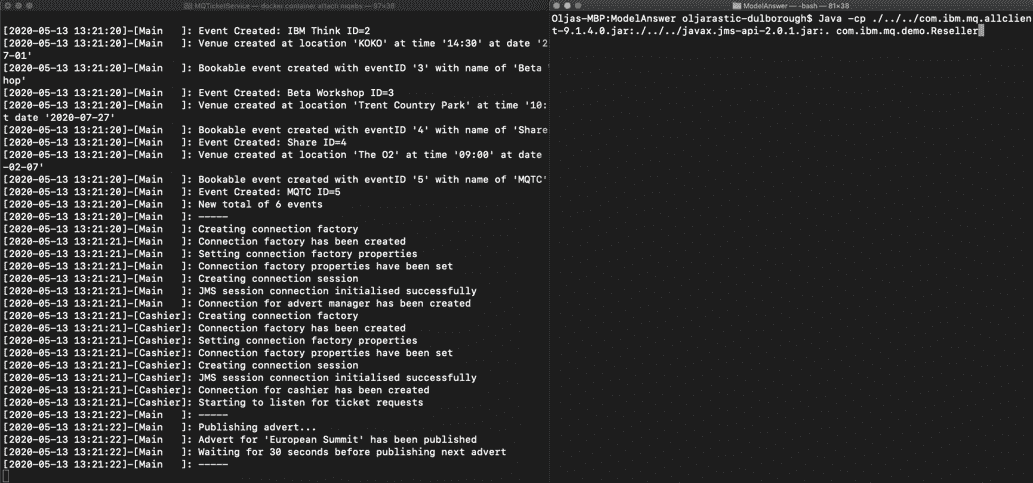 MQTicketService — docker container attach mqebs — 87×38
[2020-05-13 13:21:20]-[Main   ]: Event Created: IBM Think ID=2
[2020-05-13 13:21:20]-[Main   ]: Venue created at location 'KOKO' at time '14:30' at date '2
7-01'
[2020-05-13 13:21:20]-[Main   ]: Bookable event created with eventID '3' with name of 'Beta
hop'
[2020-05-13 13:21:20]-[Main   ]: Event Created: Beta Workshop ID=3
[2020-05-13 13:21:20]-[Main   ]: Venue created at location 'Trent Country Park' at time '10:
t date '2020-07-27'
[2020-05-13 13:21:20]-[Main   ]: Bookable event created with eventID '4' with name of 'Share
[2020-05-13 13:21:20]-[Main   ]: Event Created: Share ID=4
[2020-05-13 13:21:20]-[Main   ]: Venue created at location 'The O2' at time '09:00' at date
-02-07'
[2020-05-13 13:21:20]-[Main   ]: Bookable event created with eventID '5' with name of 'MQTC'
[2020-05-13 13:21:20]-[Main   ]: Event Created: MQTC ID=5
[2020-05-13 13:21:20]-[Main   ]: New total of 6 events
[2020-05-13 13:21:20]-[Main   ]: -----
[2020-05-13 13:21:21]-[Main   ]: Creating connection factory
[2020-05-13 13:21:21]-[Main   ]: Connection factory has been created
[2020-05-13 13:21:21]-[Main   ]: Setting connection factory properties
[2020-05-13 13:21:21]-[Main   ]: Connection factory properties have been set
[2020-05-13 13:21:21]-[Main   ]: Creating connection session
[2020-05-13 13:21:21]-[Main   ]: JMS session connection initialised successfully
[2020-05-13 13:21:21]-[Main   ]: Connection for advert manager has been created
[2020-05-13 13:21:21]-[Cashier]: Creating connection factory
[2020-05-13 13:21:21]-[Cashier]: Connection factory has been created
[2020-05-13 13:21:21]-[Cashier]: Setting connection factory properties
[2020-05-13 13:21:21]-[Cashier]: Connection factory properties have been set
[2020-05-13 13:21:21]-[Cashier]: Creating connection session
[2020-05-13 13:21:21]-[Cashier]: JMS session connection initialised successfully
[2020-05-13 13:21:21]-[Cashier]: Connection for cashier has been created
[2020-05-13 13:21:21]-[Cashier]: Starting to listen for ticket requests
[2020-05-13 13:21:22]-[Main   ]: -----
[2020-05-13 13:21:22]-[Main   ]: Publishing advert...
[2020-05-13 13:21:22]-[Main   ]: Advert for 'European Summit' has been published
[2020-05-13 13:21:22]-[Main   ]: Waiting for 30 seconds before publishing next advert
[2020-05-13 13:21:22]-[Main   ]: -----
ModelAnswer — -bash — 81×38
Oljas-MBP:ModelAnswer oljarastic-dulborough$ Java -cp ./../../com.ibm.mq.allclien
t-9.1.4.0.jar:./../../javax.jms-api-2.0.1.jar:. com.ibm.mq.demo.Reseller